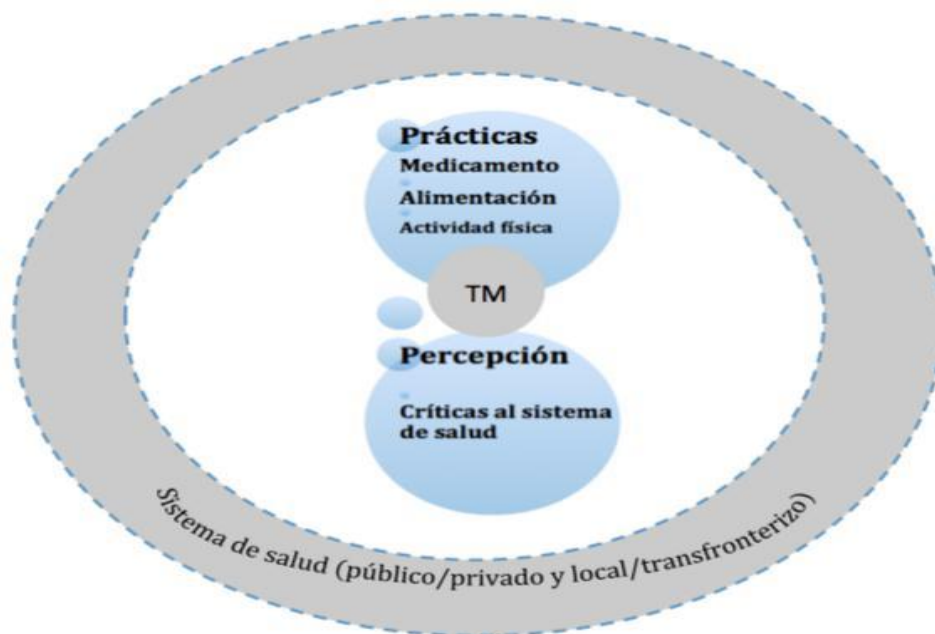 Prácticas
Medicamento
Alimentación
Actividad física
TM
Percepción
Críticas al sistema
de salud
Sistema de salud (público/privado y local/transfronterizo)